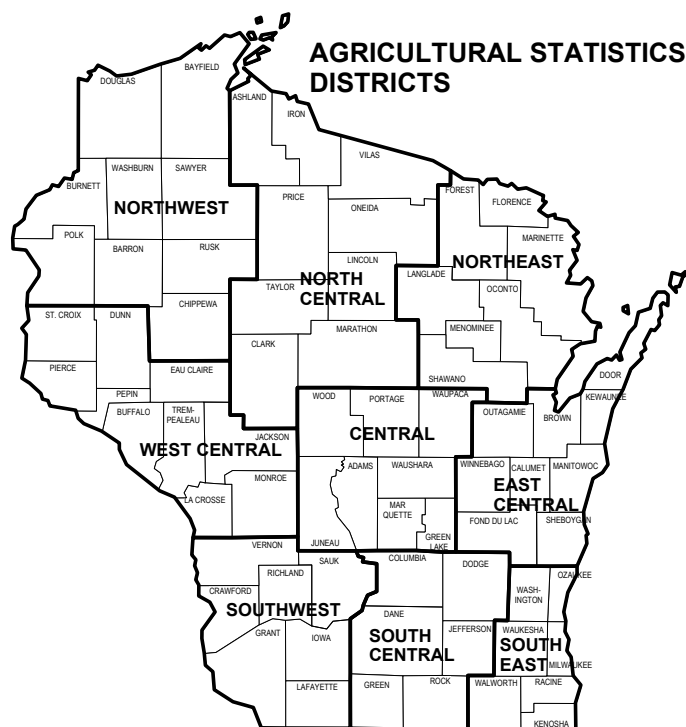 AGRICULTURAL STATISTICS
DISTRICTS
BAYFIELD
DOUGLAS
ASHLAND
IRON
VILAS
WASHBURN
SAWYER
BURNETT
PRICE
FOREST
FLORENCE
NORTHWEST
ONEIDA
POLK
MARINETTE
BARRON
RUSK
LINCOLN
NORTHEAST
TAYLOR
NORTH
CENTRAL
LANGLADE
OCONTO
CHIPPEWA
ST. CROIX
DUNN
CLARK
MARATHON
MENOMINEE
PIERCE
EAU CLAIRE
SHAWANO
DOOR
PEPIN
WOOD
PORTAGE
WAUPACA
KEWAUNEE
BUFFALO
TREM-
PEALEAU
OUTAGAMIE
BROWN
CENTRAL
JACKSON
WEST CENTRAL
ADAMS
WAUSHARA
WINNEBAGO
CALUMET
MANITOWOC
MONROE
EAST
CENTRAL
LA CROSSE
MAR
QUETTE
FOND DU LAC
SHEBOYGAN
JUNEAU
GREEN
LAKE
VERNON
SAUK
COLUMBIA
DODGE
RICHLAND
OZAUKEE
CRAWFORD
WASH-
INGTON
SOUTHWEST
DANE
GRANT
IOWA
SOUTH
CENTRAL
JEFFERSON
WAUKESHA
SOUTH
EAST
MILWAUKEE
LAFAYETTE
GREEN
ROCK
WALWORTH
RACINE
KENOSHA